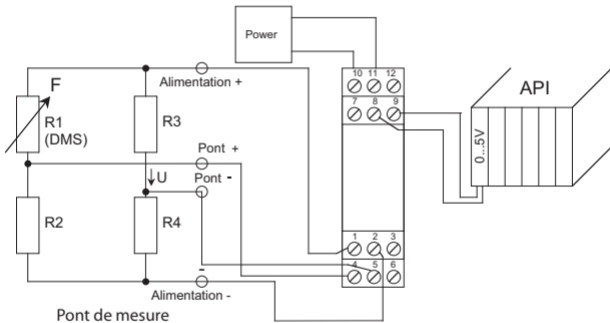 Power
10 11 12
7 8 9
Alimentation +
F
R1
(DMS)
R3
Pont +
U
Pont -
R2
R4
-
Alimentation -
Pont de mesure
1 2 3
4 5 6
API
0...5V